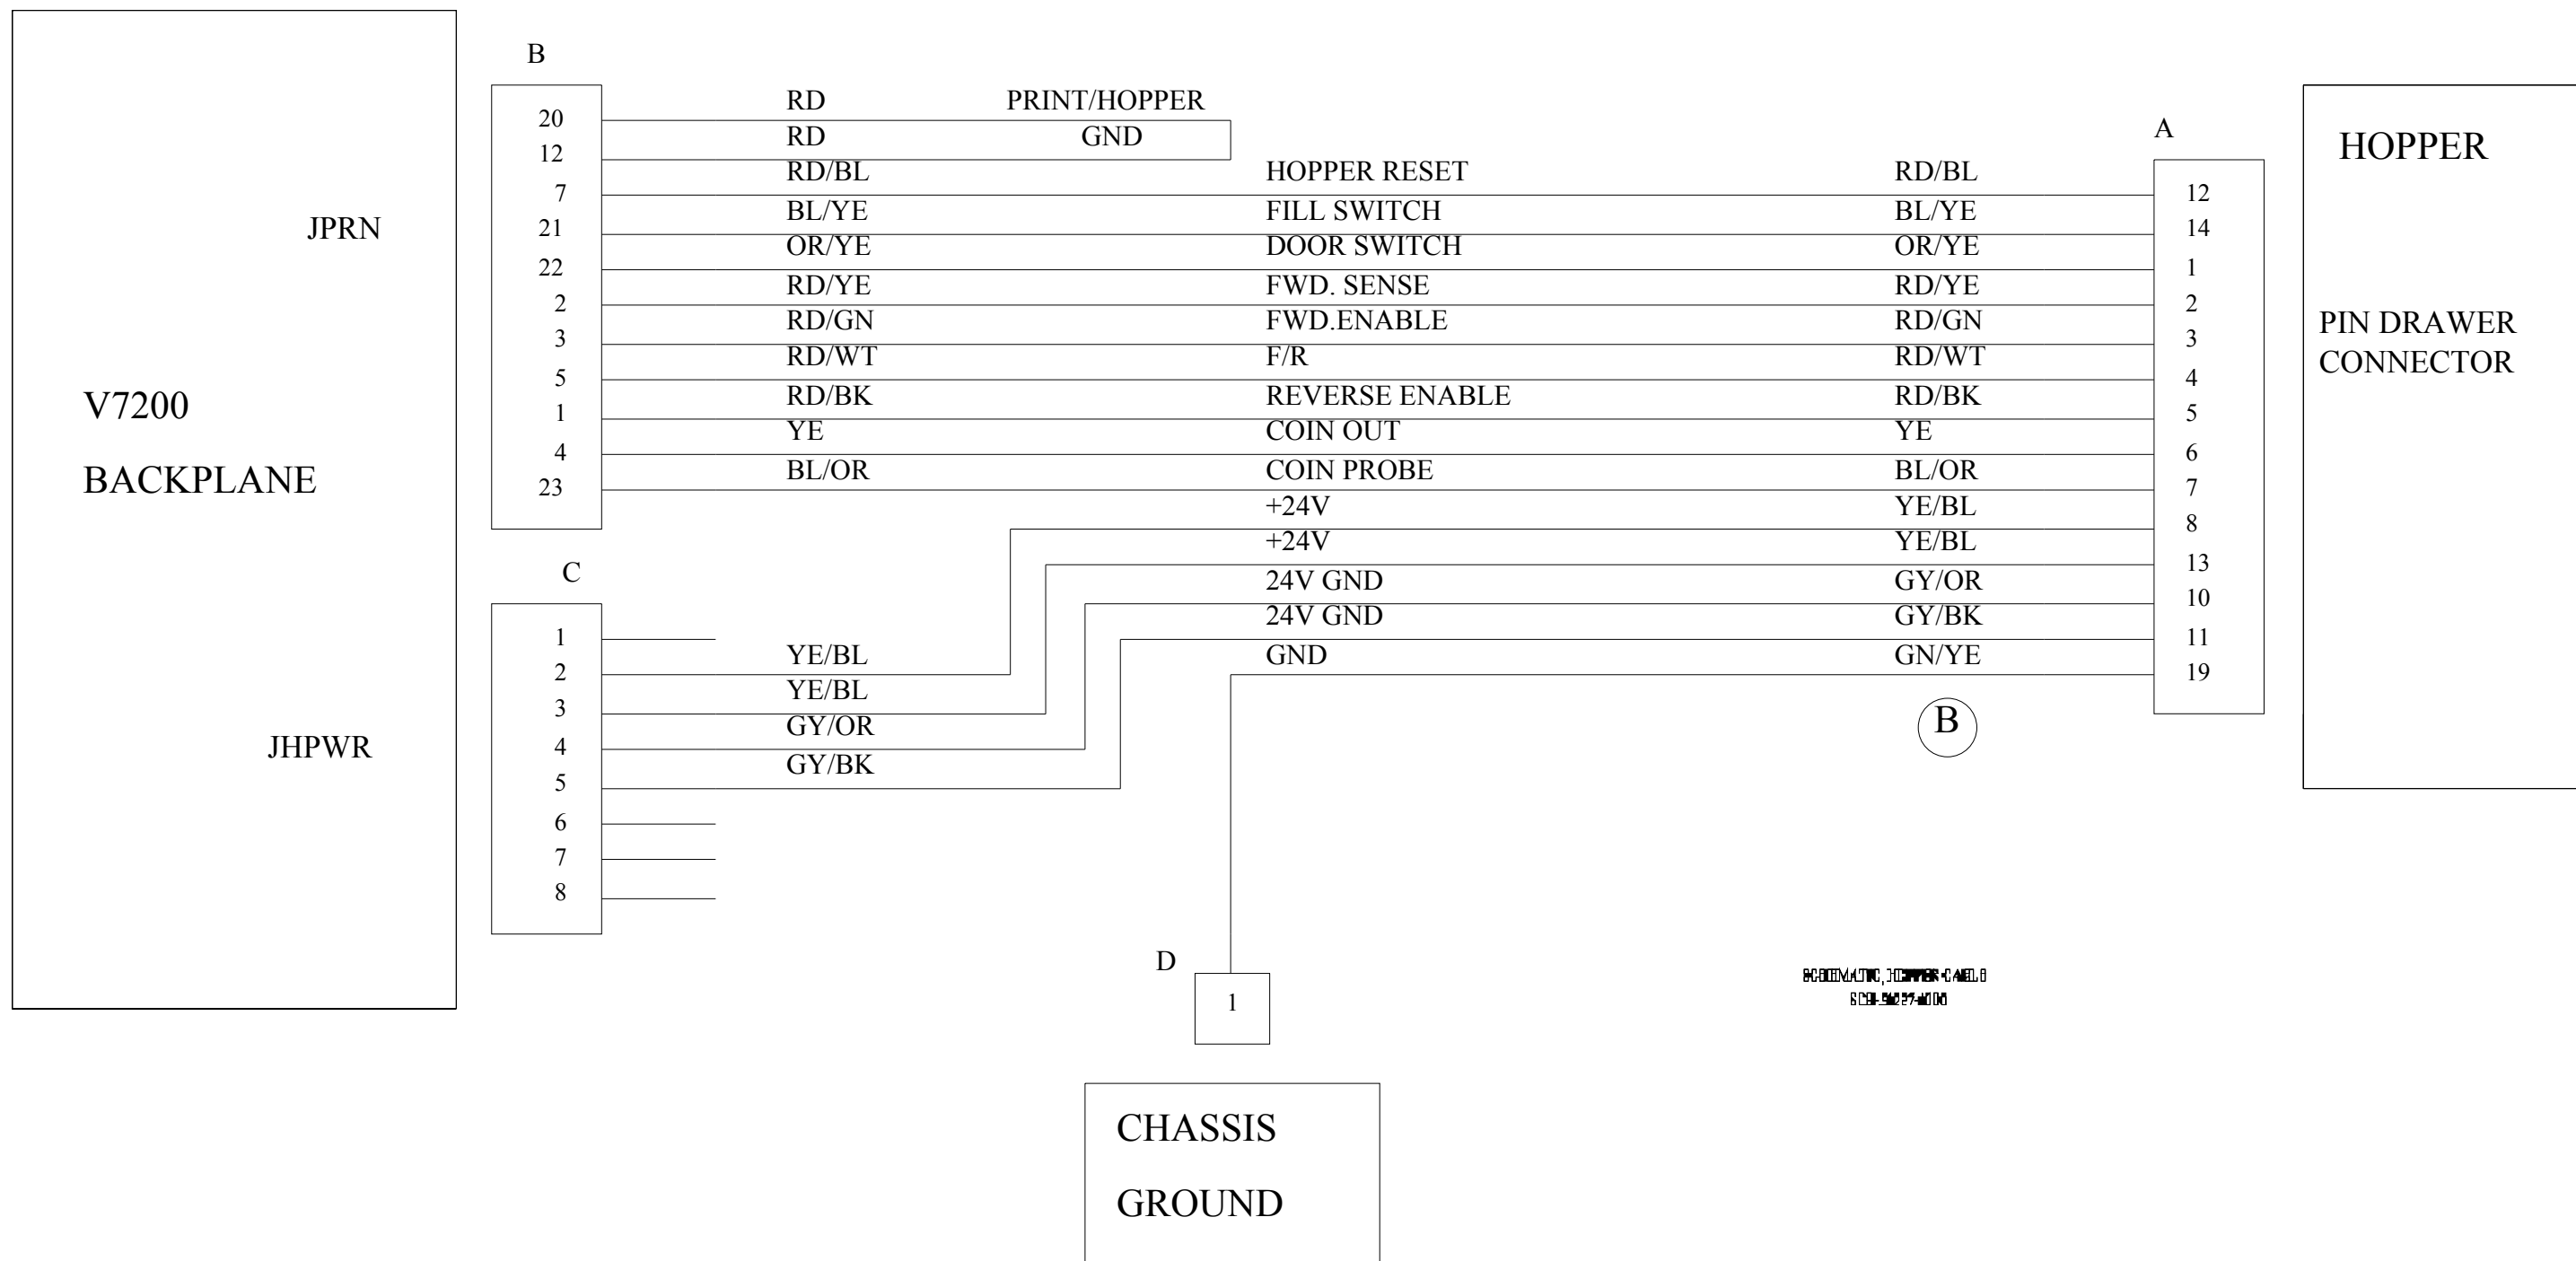 B
20 RD PRINT/HOPPER
12 RD GND
7 RD/BL HOPPER RESET RD/BL 12
21 BL/YE FILL SWITCH BL/YE 14
22 OR/YE DOOR SWITCH OR/YE 1
2 RD/YE FWD. SENSE RD/YE 2
3 RD/GN FWD.ENABLE RD/GN 3
5 RD/WT F/R RD/WT 4
1 RD/BK REVERSE ENABLE RD/BK 5
4 YE COIN OUT YE 6
23 BL/OR COIN PROBE BL/OR 7
+24V YE/BL 8
+24V YE/BL 13
24V GND GY/OR 10
24V GND GY/BK 11
GND GN/YE 19
A
HOPPER
PIN DRAWER
CONNECTOR
JPRN
V7200
BACKPLANE
JHPWR
C
1
2 YE/BL
3 YE/BL
4 GY/OR
5 GY/BK
6
7
8
B
D
1
CHASSIS
GROUND